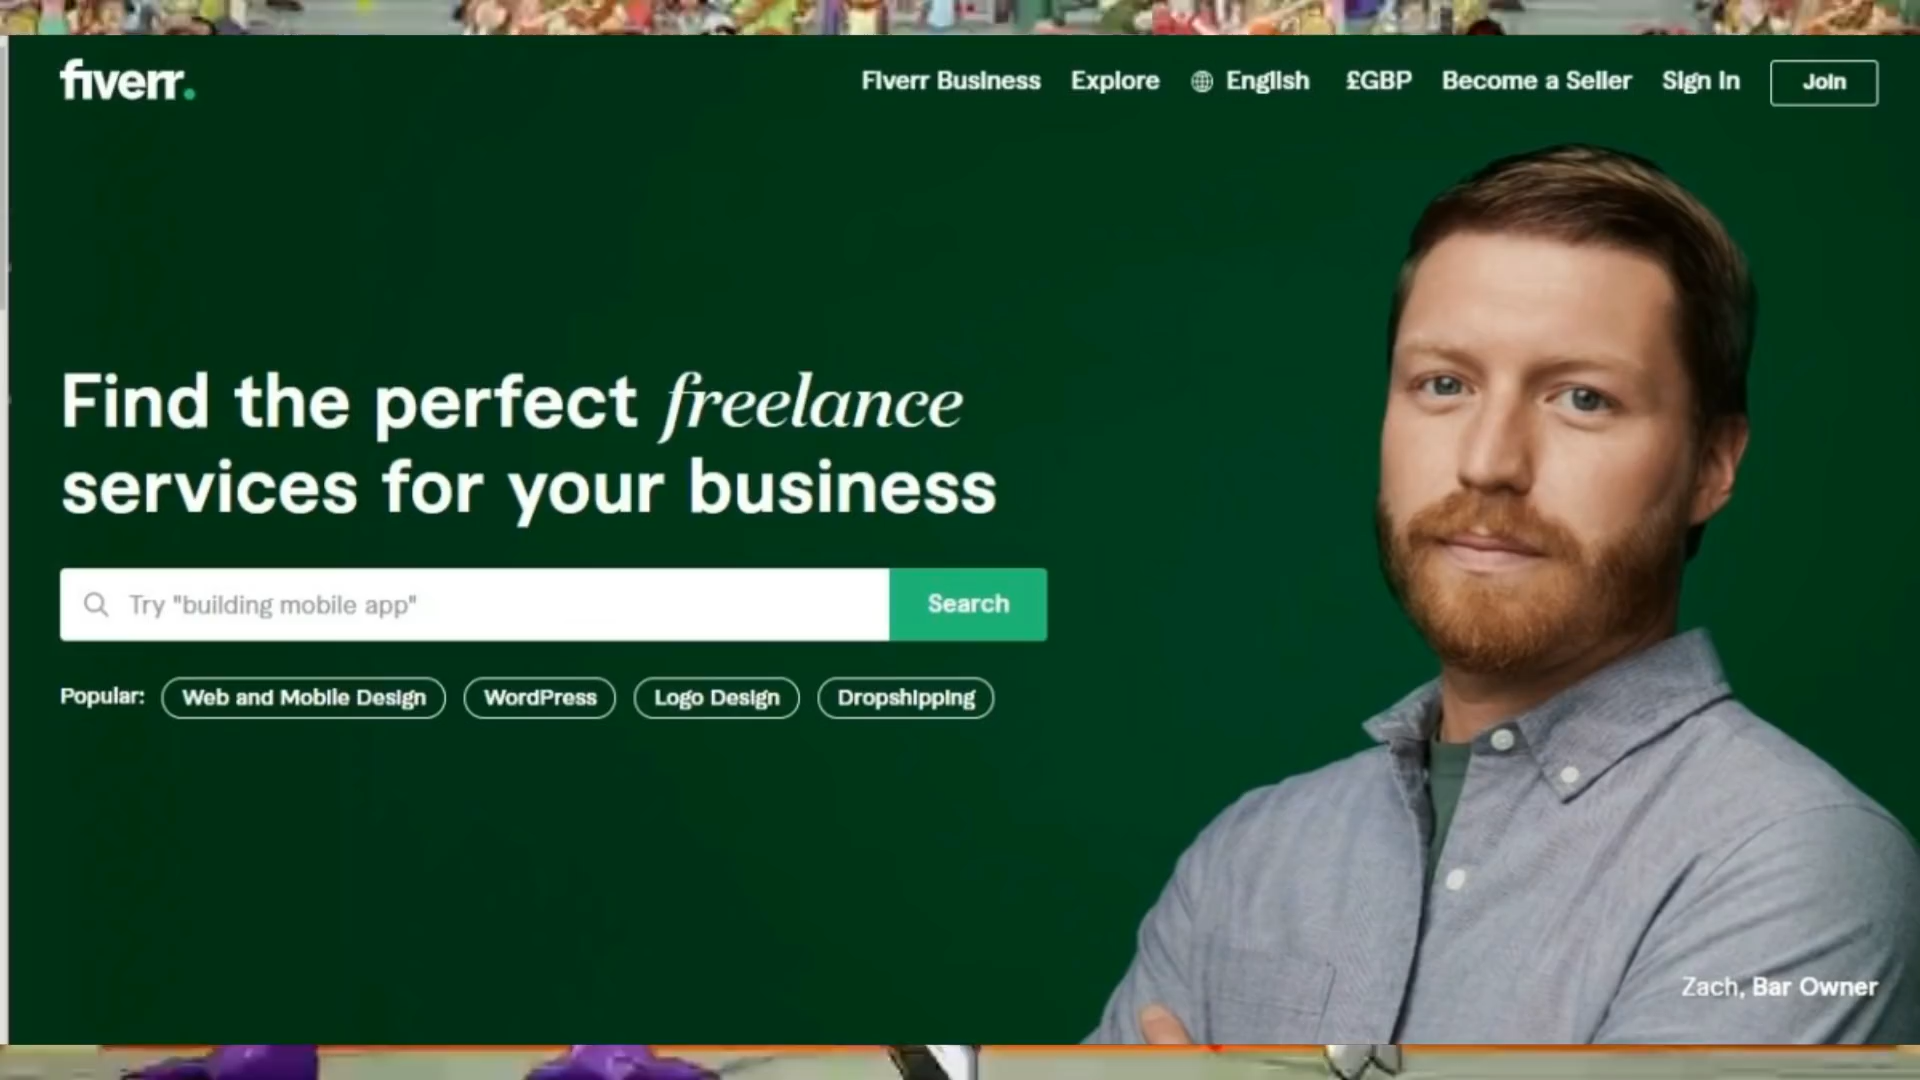 fiverr.
Fiverr Business Explore English £GBP Become a Seller Sign In Join
Find the perfect freelance
services for your business
Try "building mobile app" Search
Popular: Web and Mobile Design WordPress Logo Design Dropshipping
Zach, Bar Owner